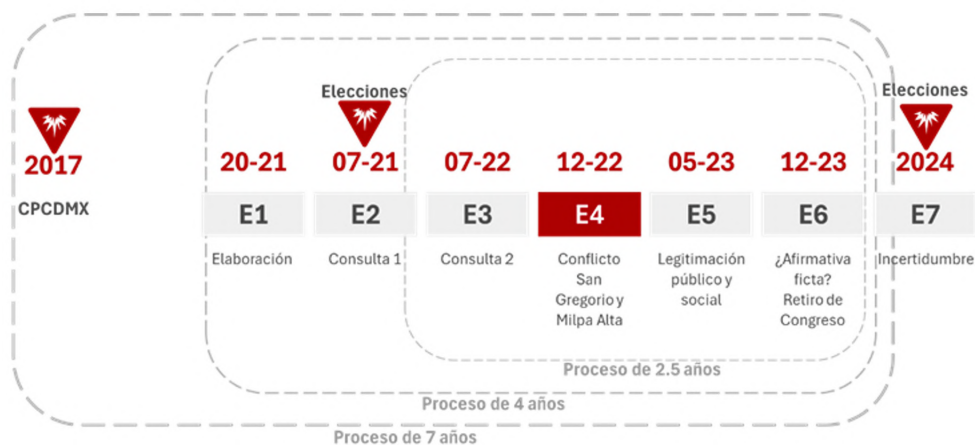 Elecciones
Elecciones
2017
20-21
07-21
07-22
12-22
05-23
12-23
2024
CPCDMX
E1
E2
E3
E4
E5
E6
E7
Elaboración
Consulta 1
Consulta 2
Conflicto
San
Gregorio y
Milpa Alta
Legitimación
público y
social
¿Afirmativa
ficta?
Retiro de
Congreso
Incertidumbre
Proceso de 2.5 años
Proceso de 4 años
Proceso de 7 años